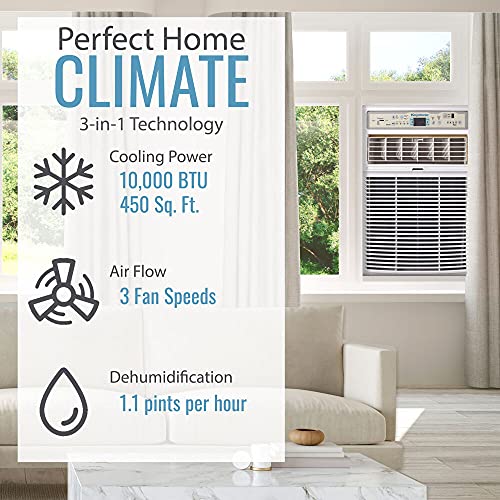 Perfect Home
CLIMATE
3-in-1 Technology
Cooling Power
10,000 BTU
450 Sq. Ft.
Air Flow
3 Fan Speeds
Dehumidification
1.1 pints per hour